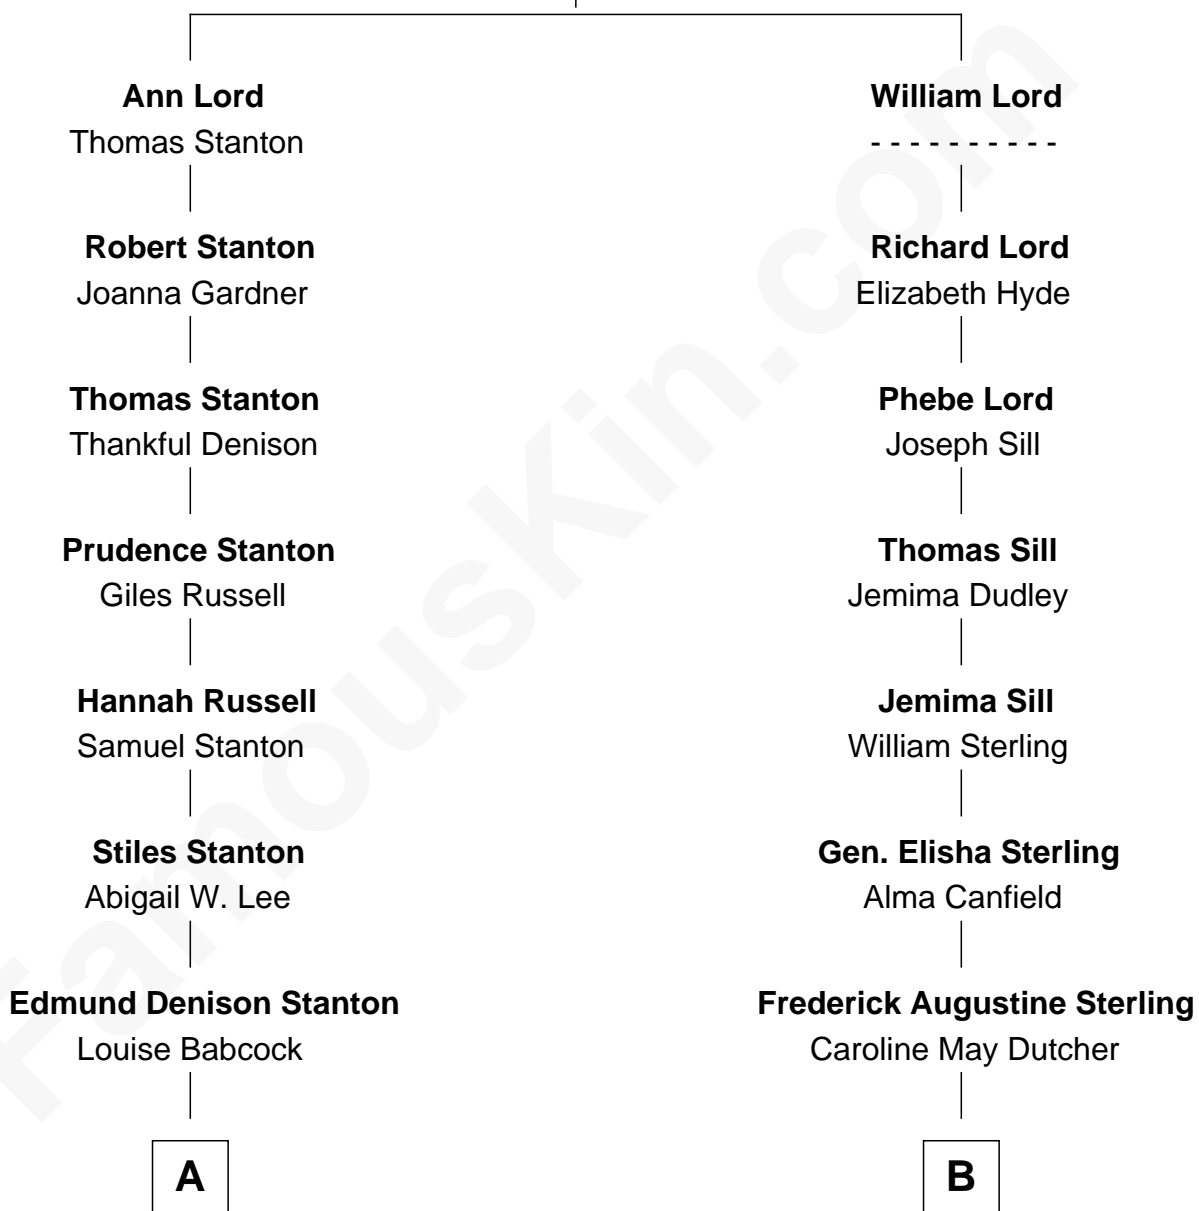 Ann Lord
Thomas Stanton
William Lord
- - - - - - - - - -
Robert Stanton
Joanna Gardner
Richard Lord
Elizabeth Hyde
Thomas Stanton
Thankful Denison
Phebe Lord
Joseph Sill
Prudence Stanton
Giles Russell
Thomas Sill
Jemima Dudley
Hannah Russell
Samuel Stanton
Jemima Sill
William Sterling
Stiles Stanton
Abigail W. Lee
Gen. Elisha Sterling
Alma Canfield
Edmund Denison Stanton
Louise Babcock
Frederick Augustine Sterling
Caroline May Dutcher
A
B
FamousKin.com